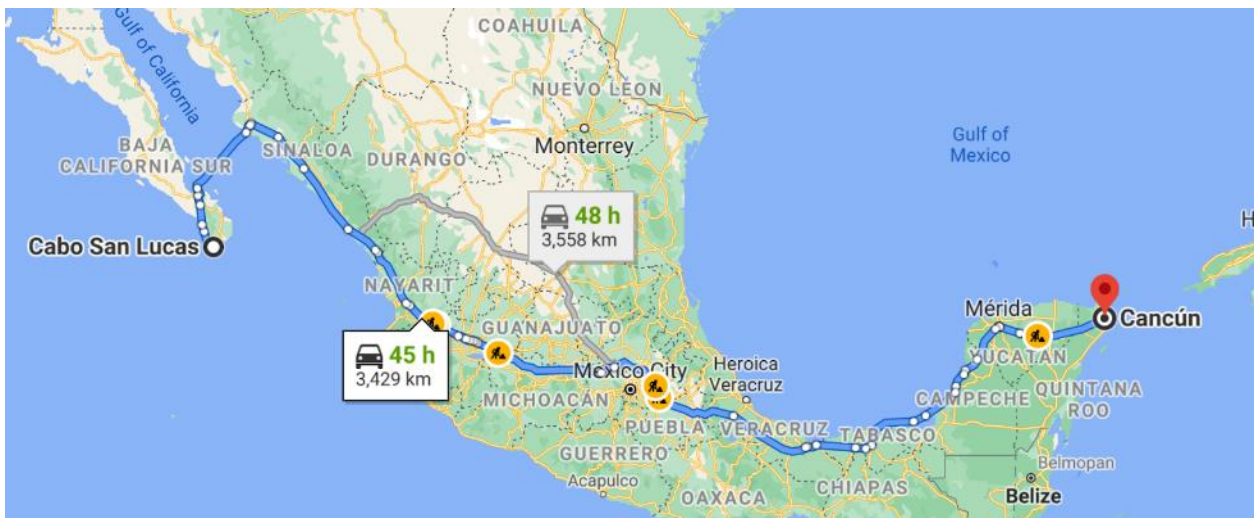 COAHUILA
Gulf of California
NUEVO LEON
Monterrey
BAJA
CALIFORNIA SUR
SINALOA
DURANGO
Gulf of
Mexico
48 h
3,558 km
Cabo San Lucas
H
NAYARIT
GUANAJUATO
45 h
3,429 km
Mérida
Cancún
YUCATÁN
Mexico City
Heroica
Veracruz
MICHOACÁN
CAMPECHE
QUINTANA
ROO
PUEBLA
VERACRUZ
TABASCO
GUERRERO
Acapulco
OAXACA
CHIAPAS
Belmopan
Belize